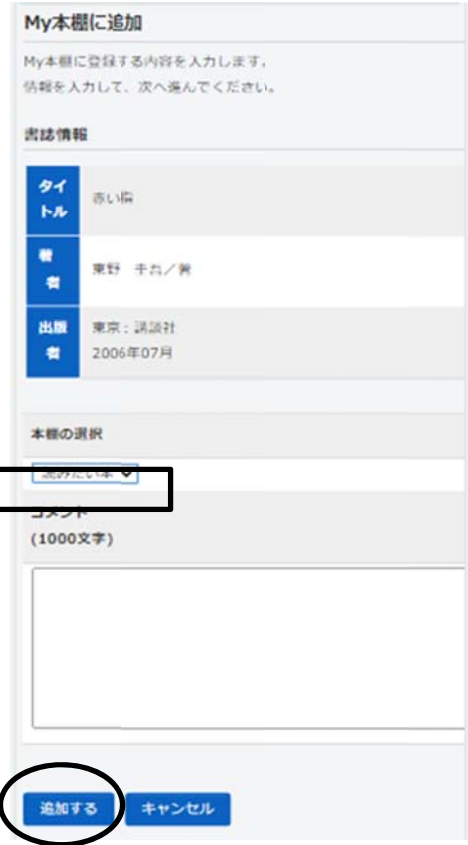 My本棚に追加
My本棚に登録する内容を入力します。
情報を入力して、次へ進んでください。
書誌情報
タイ
トル
赤い指
著
者
東野 圭吾/著
出版
者
東京:講談社
2006年07月
本棚の選択
読みたい本
コメント
(1000文字)
追加する
キャンセル